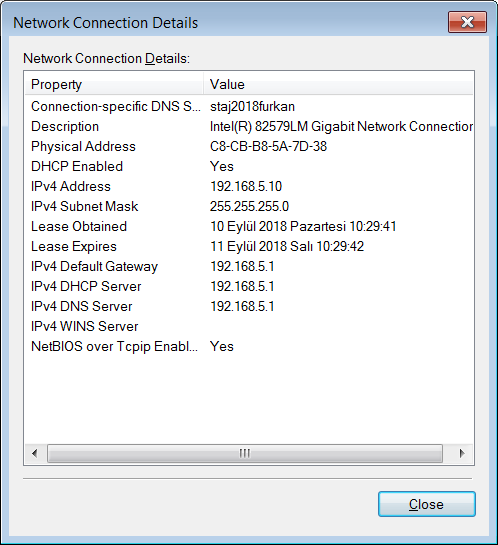 Network Connection Details
Network Connection Details:
Property Value
Connection-specific DNS S... staj2018furkan
Description Intel(R) 82579LM Gigabit Network Connection
Physical Address C8-CB-B8-5A-7D-38
DHCP Enabled Yes
IPv4 Address 192.168.5.10
IPv4 Subnet Mask 255.255.255.0
Lease Obtained 10 Eylül 2018 Pazartesi 10:29:41
Lease Expires 11 Eylül 2018 Salı 10:29:42
IPv4 Default Gateway 192.168.5.1
IPv4 DHCP Server 192.168.5.1
IPv4 DNS Server 192.168.5.1
IPv4 WINS Server
NetBIOS over Tcpip Enabl... Yes
Close